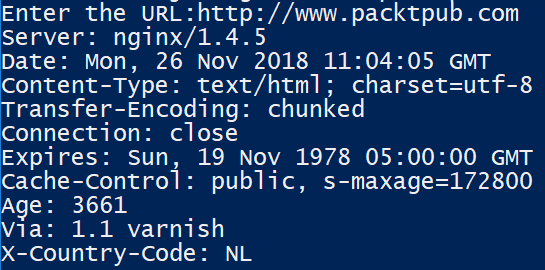 Enter the URL:http://www.packtpub.com
Server: nginx/1.4.5
Date: Mon, 26 Nov 2018 11:04:05 GMT
Content-Type: text/html; charset=utf-8
Transfer-Encoding: chunked
Connection: close
Expires: Sun, 19 Nov 1978 05:00:00 GMT
Cache-Control: public, s-maxage=172800
Age: 3661
Via: 1.1 varnish
X-Country-Code: NL